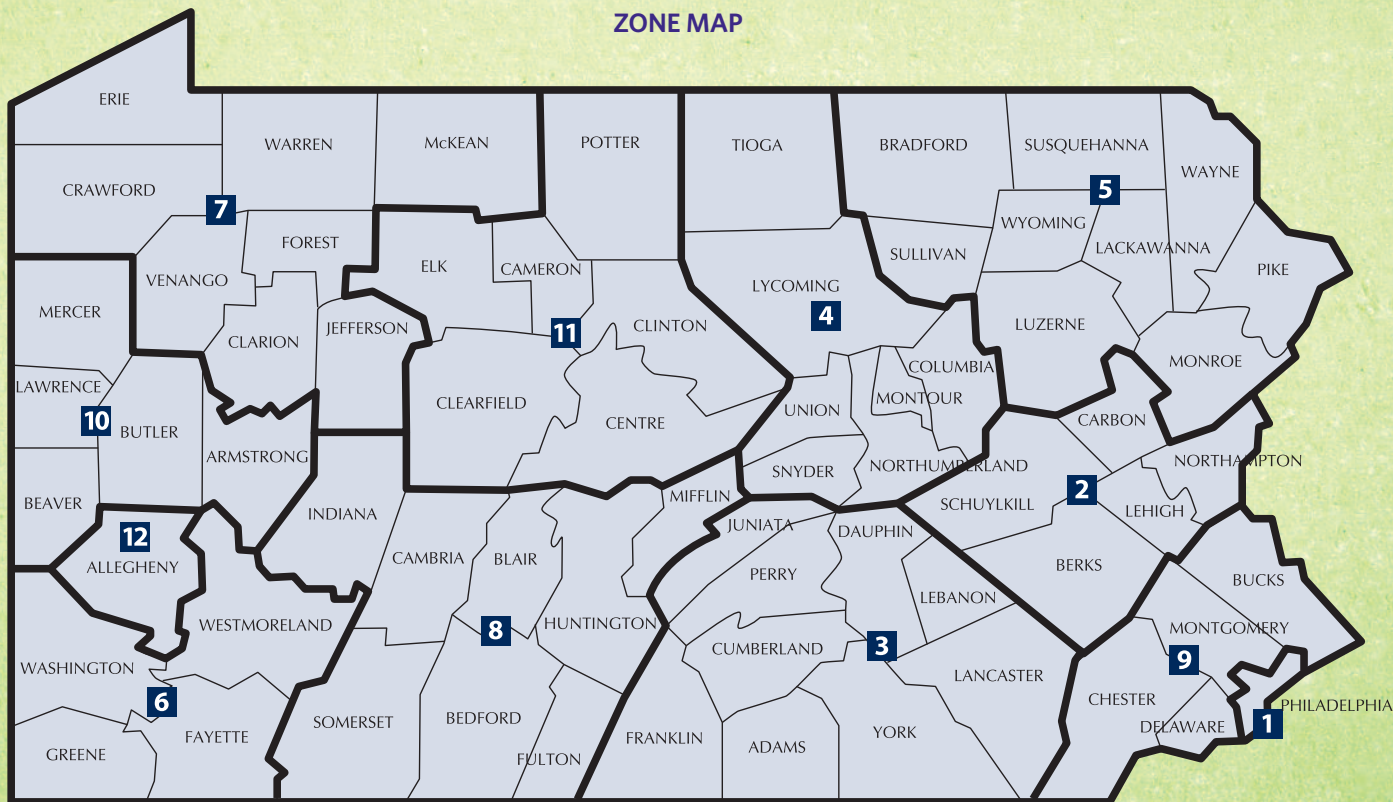 ZONE MAP
ERIE
WARREN
McKEAN
POTTER
TIOGA
BRADFORD
SUSQUEHANNA
WAYNE
CRAWFORD
7
5
FOREST
WYOMING
LACKAWANNA
SULLIVAN
PIKE
VENANGO
ELK
CAMERON
LYCOMING
4
MERCER
CLARION
JEFFERSON
11
CLINTON
LUZERNE
MONROE
COLUMBIA
LAWRENCE
10
BUTLER
CLEARFIELD
CENTRE
UNION
MONTOUR
CARBON
ARMSTRONG
SNYDER
NORTHUMBERLAND
NORTHAMPTON
BEAVER
INDIANA
MIFFLIN
SCHUYLKILL
2
LEHIGH
12
ALLEGHENY
CAMBRIA
BLAIR
JUNIATA
DAUPHIN
PERRY
BERKS
BUCKS
LEBANON
WESTMORELAND
8
HUNTINGTON
CUMBERLAND
3
MONTGOMERY
9
WASHINGTON
LANCASTER
6
SOMERSET
BEDFORD
CHESTER
PHILADELPHIA
1
DELAWARE
GREENE
FAYETTE
FULTON
FRANKLIN
ADAMS
YORK